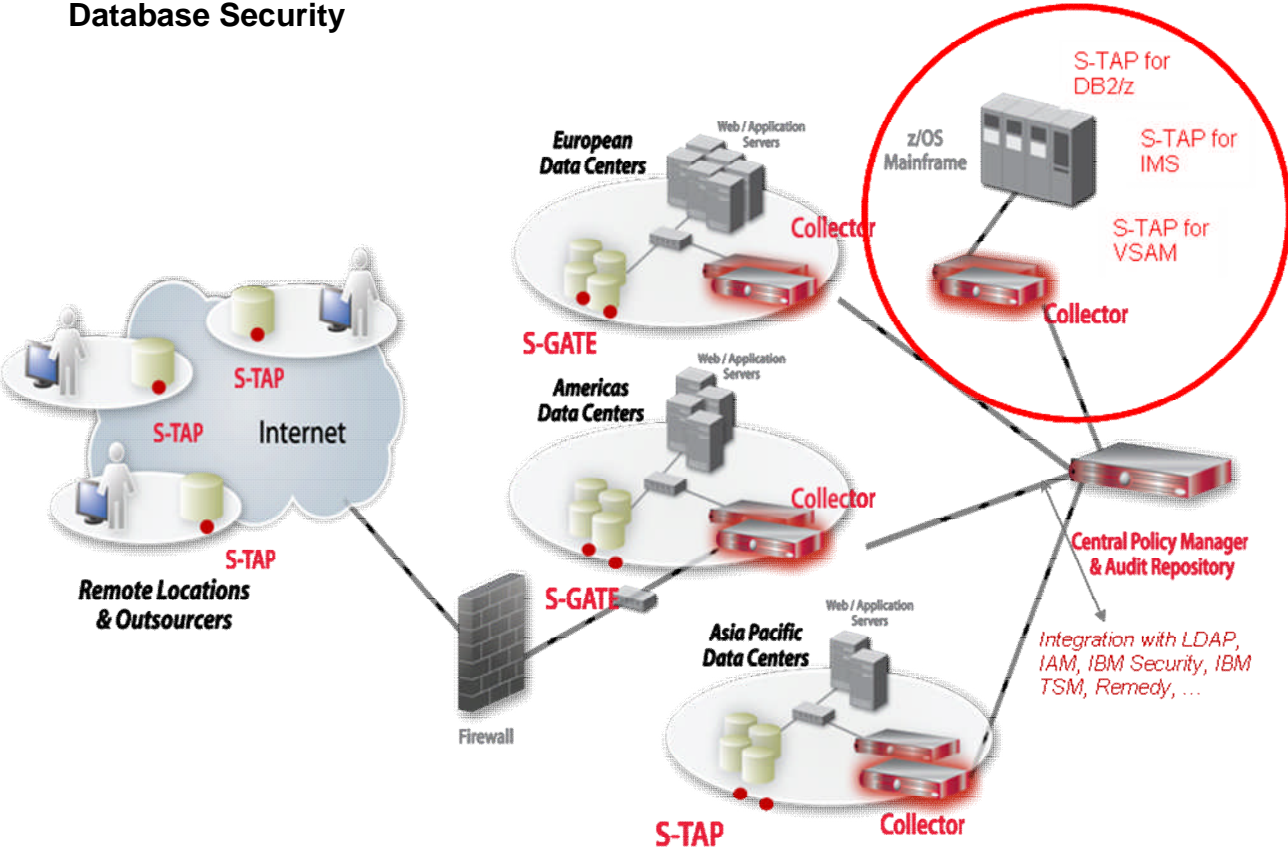 Database Security
S-TAP for
DB2/z
z/OS
Mainframe
S-TAP for
IMS
S-TAP for
VSAM
Collector
European
Data Centers
Web / Application
Servers
Collector
S-GATE
S-TAP
S-TAP
Internet
S-TAP
Remote Locations
& Outsourcers
Americas
Data Centers
Web / Application
Servers
Collector
S-GATE
Firewall
Central Policy Manager
& Audit Repository
Integration with LDAP,
IAM, IBM Security, IBM
TSM, Remedy, …
Asia Pacific
Data Centers
Web / Application
Servers
S-TAP
Collector